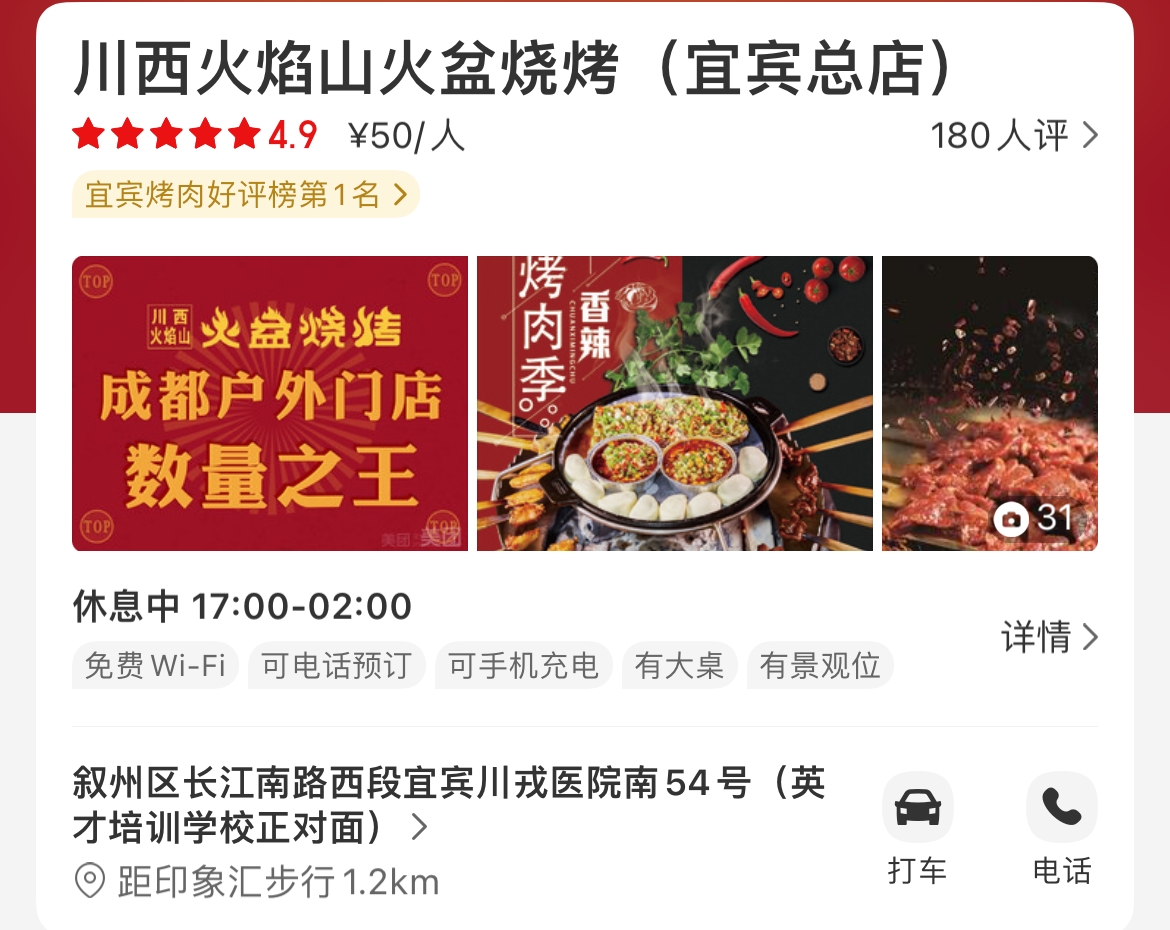 川西火焰山火盆烧烤（宜宾总店）
4.9 ¥50/人
180人评
宜宾烤肉好评榜第1名
TOP
TOP
川西
火焰山
火盆烧烤
成都户外门店
数量之王
TOP
TOP
美团
美团
烤肉季
香辣
CHUANXIMINGCHU
31
休息中 17:00-02:00
详情
免费Wi-Fi
可电话预订
可手机充电
有大桌
有景观位
叙州区长江南路西段宜宾川戎医院南54号（英
才培训学校正对面）
距印象汇步行1.2km
打车
电话